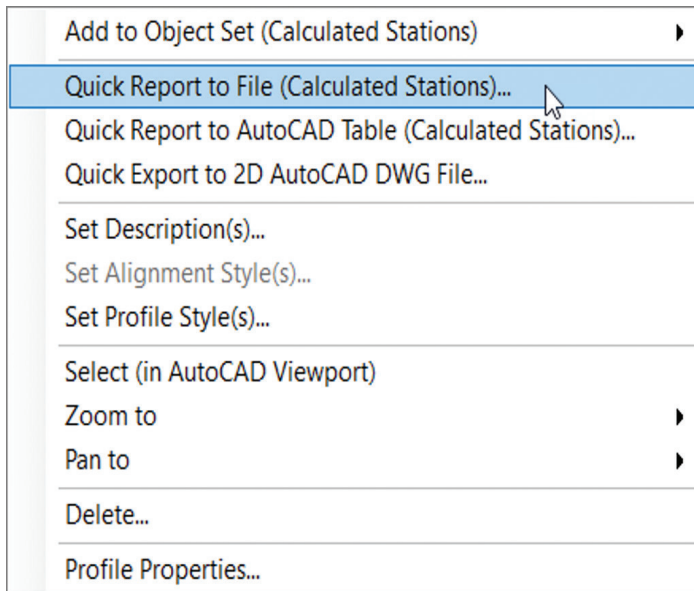 Add to Object Set (Calculated Stations)
Quick Report to File (Calculated Stations)...
Quick Report to AutoCAD Table (Calculated Stations)...
Quick Export to 2D AutoCAD DWG File...
Set Description(s)...
Set Alignment Style(s)...
Set Profile Style(s)...
Select (in AutoCAD Viewport)
Zoom to
Pan to
Delete...
Profile Properties...